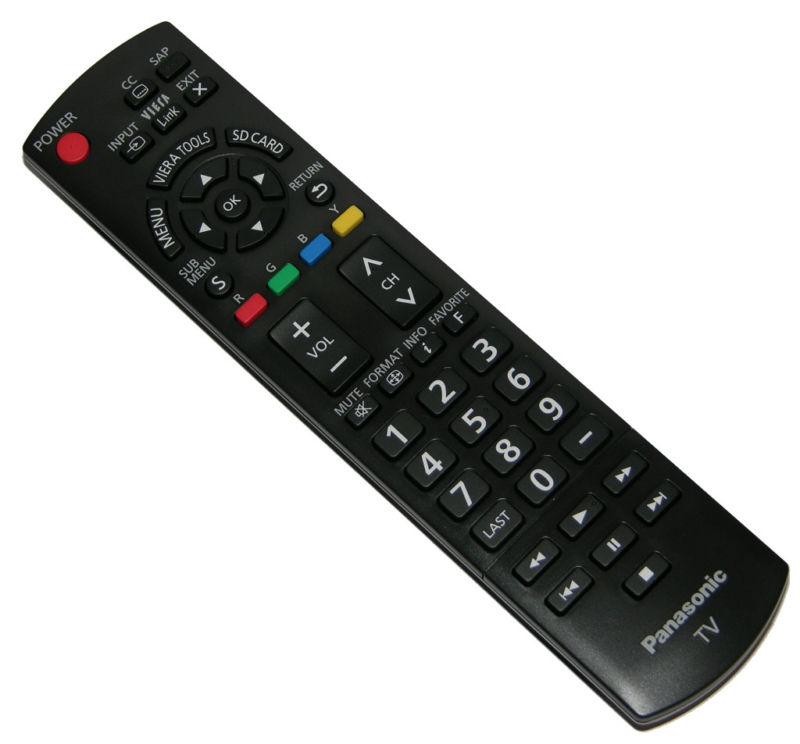 POWER
SAP
CC
EXIT
VIERA
Link
INPUT
VIERA TOOLS
SD CARD
MENU
OK
RETURN
SUB
MENU
S
R
G
B
Y
+
VOL
−
CH
MUTE
FORMAT
INFO
i
FAVORITE
F
1 2 3
4 5 6
7 8 9
LAST 0 −
Panasonic
TV